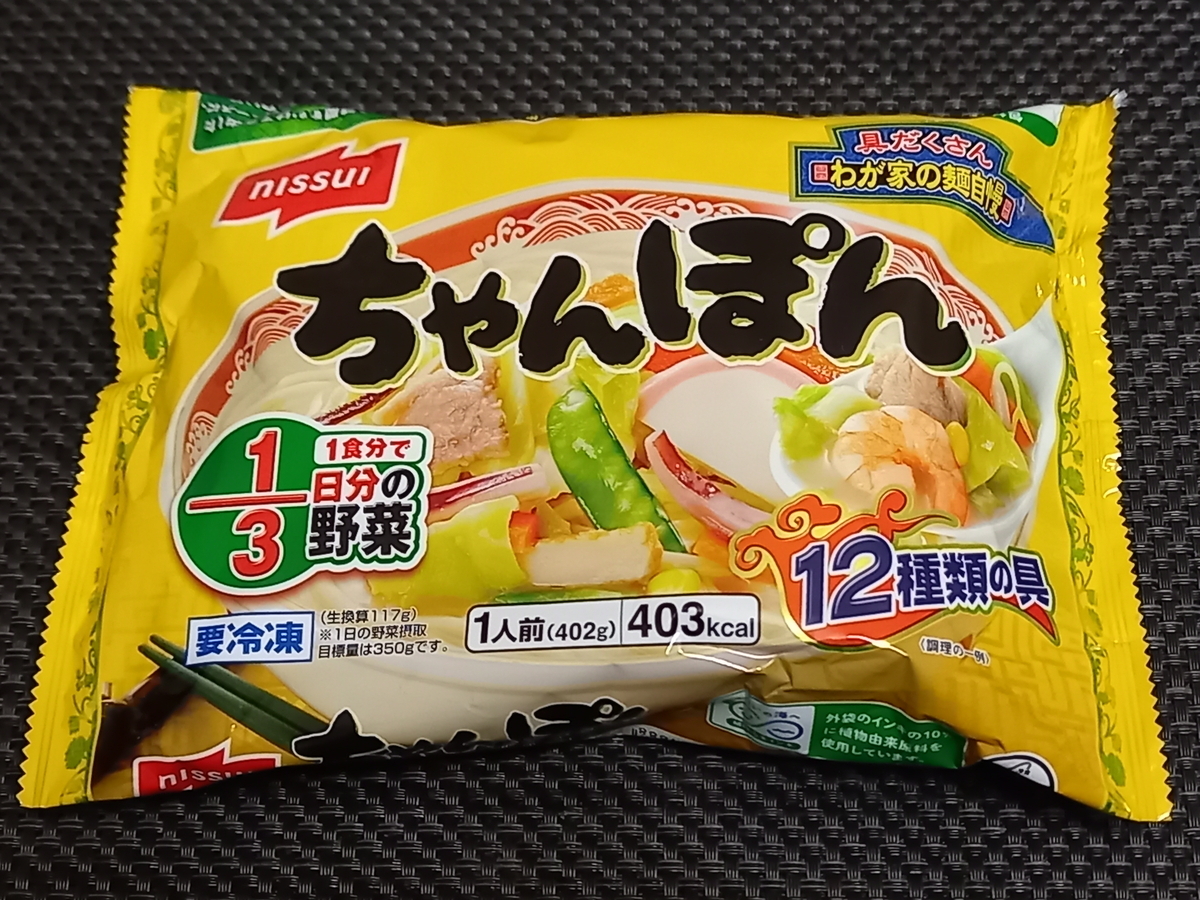 nissui
具だくさん
わが家の麺自慢
ちゃんぽん
1/3
1食分で
日分の
野菜
12種類の具
要冷凍
(生換算117g)
※1日の野菜摂取
目標量は350gです。
1人前(402g)
403kcal
(調理の一例)
ちゃんぽ
nissui
外袋のインキの10%
に植物由来原料を
使用しています。